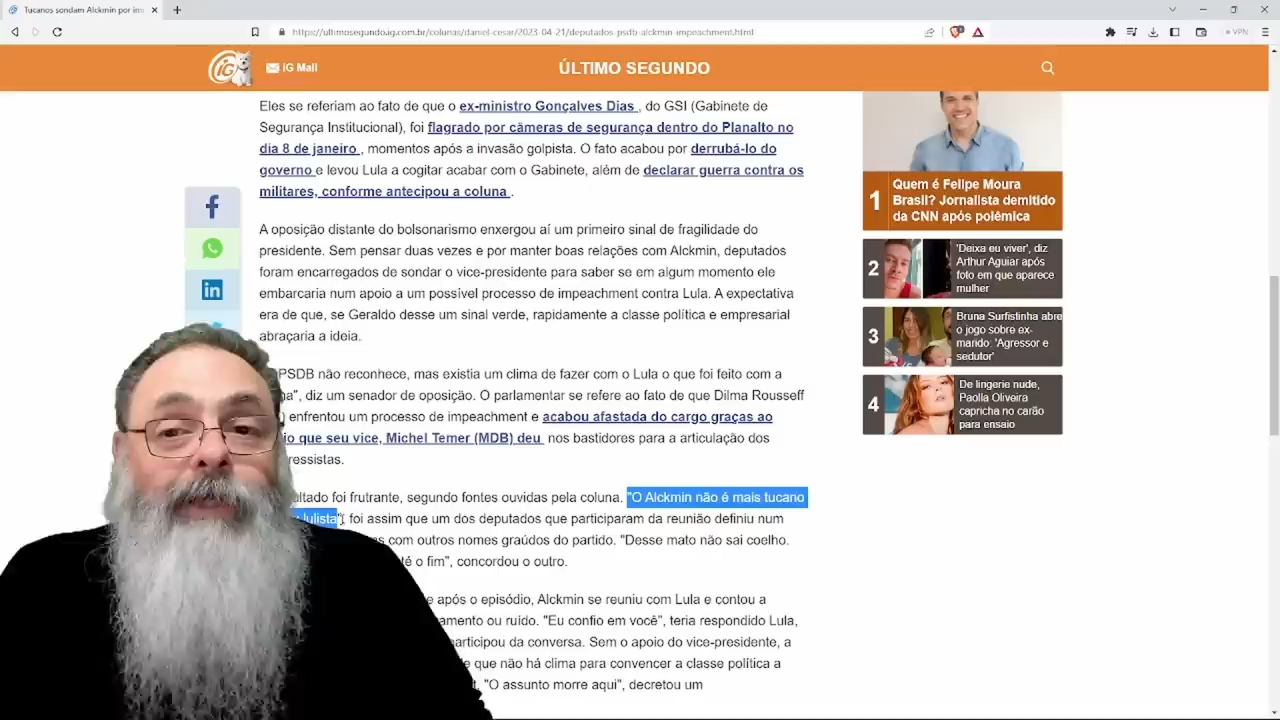 Tucanos sondam Alckmin por im
https://ultimosegundo.ig.com.br/colunas/daniel-cesar/2023-04-21/deputados-psdb-alckmin-impeachment.html
VPN
iG
iG Mail
ÚLTIMO SEGUNDO
Eles se referiam ao fato de que o ex-ministro Gonçalves Dias , do GSI (Gabinete de
Segurança Institucional), foi flagrado por câmeras de segurança dentro do Planalto no
dia 8 de janeiro , momentos após a invasão golpista. O fato acabou por derrubá-lo do
governo e levou Lula a cogitar acabar com o Gabinete, além de declarar guerra contra os
militares, conforme antecipou a coluna .
A oposição distante do bolsonarismo enxergou aí um primeiro sinal de fragilidade do
presidente. Sem pensar duas vezes e por manter boas relações com Alckmin, deputados
foram encarregados de sondar o vice-presidente para saber se em algum momento ele
embarcaria num apoio a um possível processo de impeachment contra Lula. A expectativa
era de que, se Geraldo desse um sinal verde, rapidamente a classe política e empresarial
abraçaria a ideia.
PSDB não reconhece, mas existia um clima de fazer com o Lula o que foi feito com a
", diz um senador de oposição. O parlamentar se refere ao fato de que Dilma Rousseff
) enfrentou um processo de impeachment e acabou afastada do cargo graças ao
io que seu vice, Michel Temer (MDB) deu nos bastidores para a articulação dos
ressistas.
ultado foi frutrante, segundo fontes ouvidas pela coluna. "O Alckmin não é mais tucano
lulista", foi assim que um dos deputados que participaram da reunião definiu num
com outros nomes graúdos do partido. "Desse mato não sai coelho.
té o fim", concordou o outro.
e após o episódio, Alckmin se reuniu com Lula e contou a
amento ou ruído. "Eu confio em você", teria respondido Lula,
participou da conversa. Sem o apoio do vice-presidente, a
e que não há clima para convencer a classe política a
"O assunto morre aqui", decretou um
1
Quem é Felipe Moura
Brasil? Jornalista demitido
da CNN após polêmica
2
'Deixa eu viver', diz
Arthur Aguiar após
foto em que aparece
mulher
3
Bruna Surfistinha abre
o jogo sobre ex-
marido: 'Agressor e
sedutor'
4
De lingerie nude,
Paolla Oliveira
capricha no carão
para ensaio